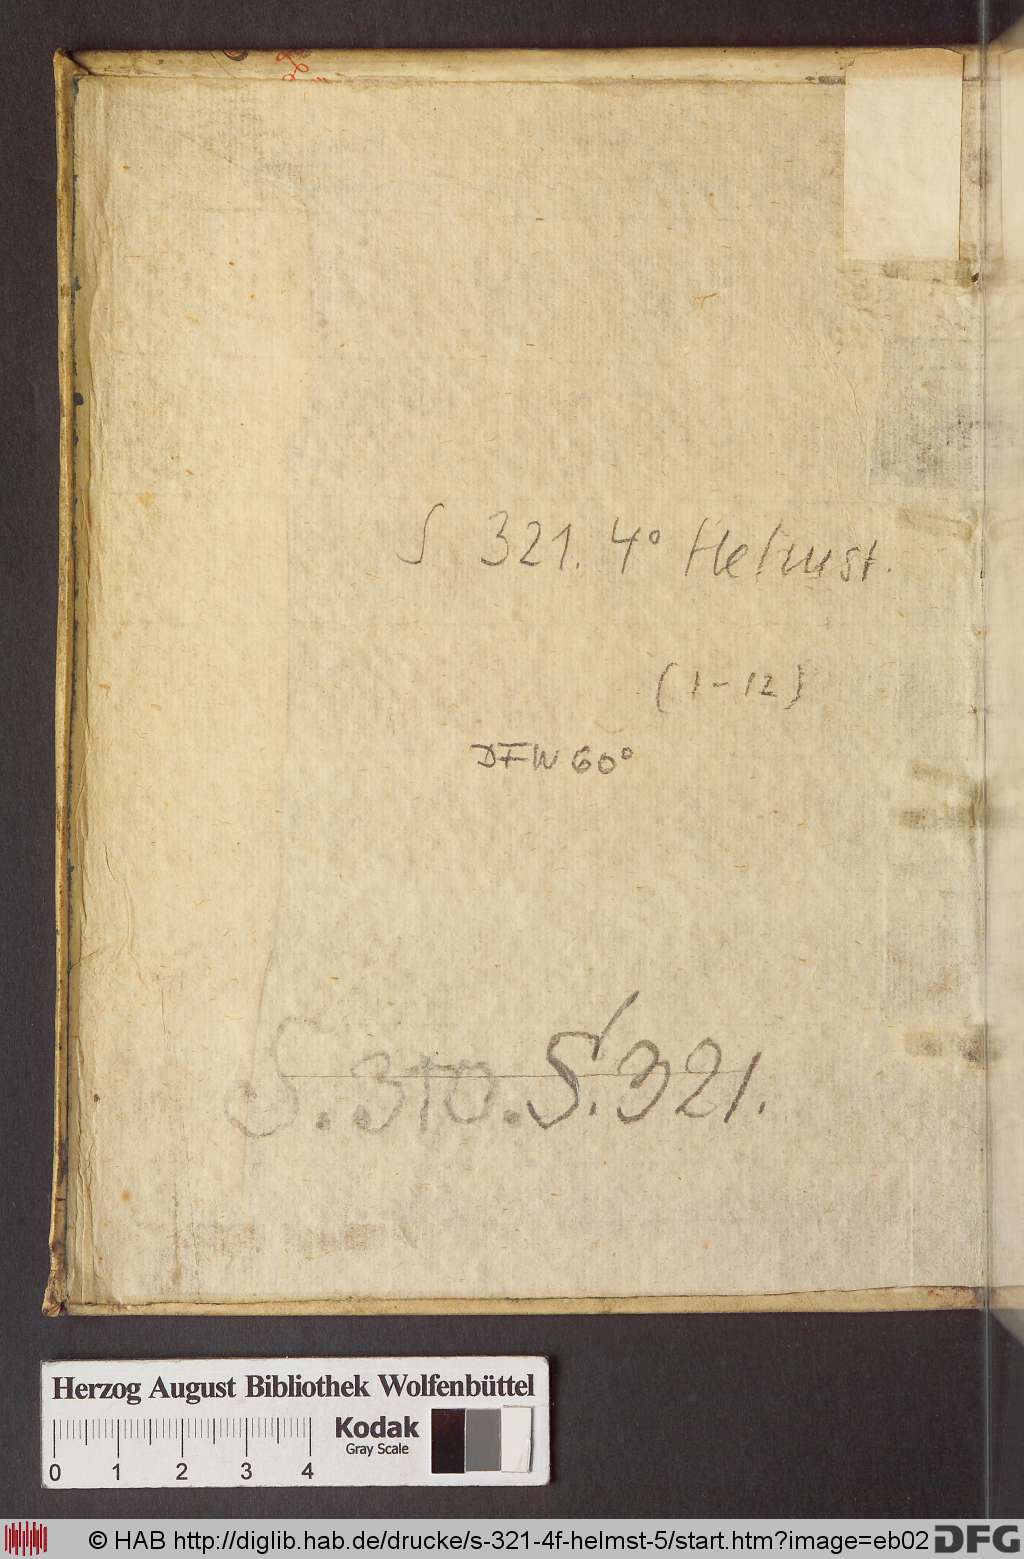 S 321. 4° Helmst.
(1-12)
DFW 60°
S. 310. S. 321.
Herzog August Bibliothek Wolfenbüttel
Kodak
Gray Scale
0 1 2 3 4
© HAB http://diglib.hab.de/drucke/s-321-4f-helmst-5/start.htm?image=eb02 DFG